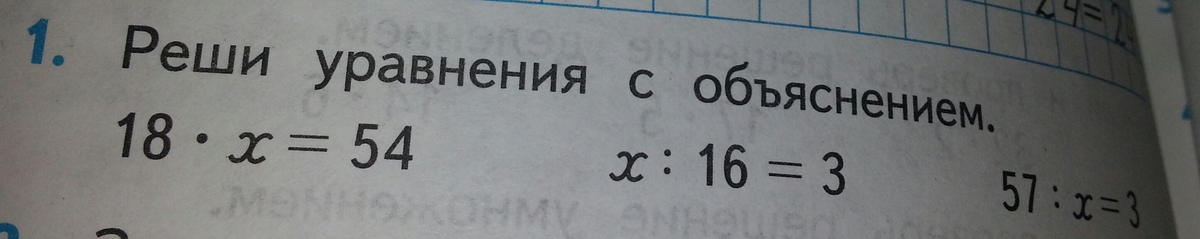 1. Реши уравнения с объяснением.
18 · x = 54 x : 16 = 3 57 : x = 3